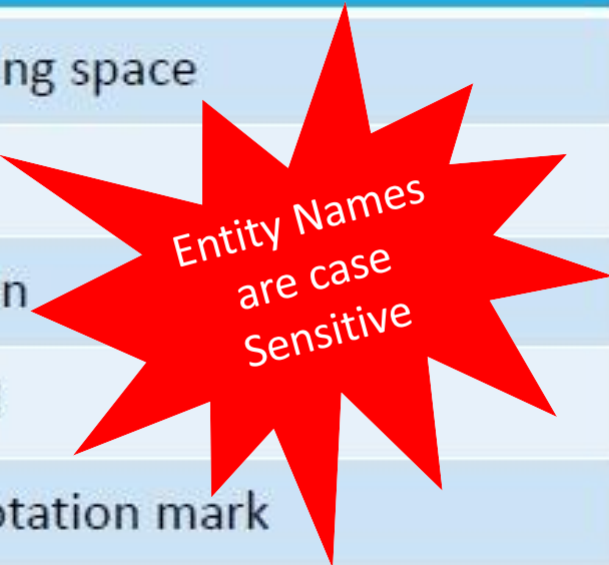 ng space
Entity Names
are case
Sensitive
n
otation mark